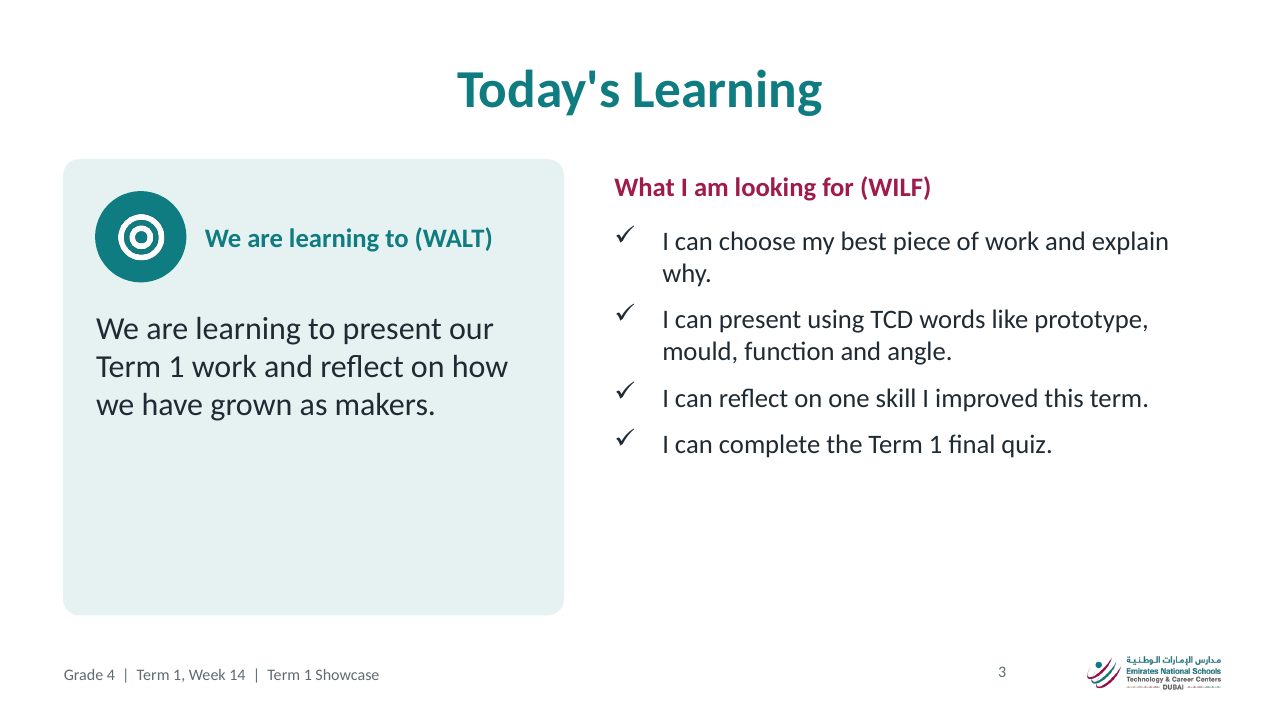 Today's Learning
We are learning to (WALT)
We are learning to present our
Term 1 work and reflect on how
we have grown as makers.
What I am looking for (WILF)
✓ I can choose my best piece of work and explain
why.
✓ I can present using TCD words like prototype,
mould, function and angle.
✓ I can reflect on one skill I improved this term.
✓ I can complete the Term 1 final quiz.
Grade 4 | Term 1, Week 14 | Term 1 Showcase
3
مدارس الإمارات الوطنية
Emirates National Schools
Technology & Career Centers
DUBAI